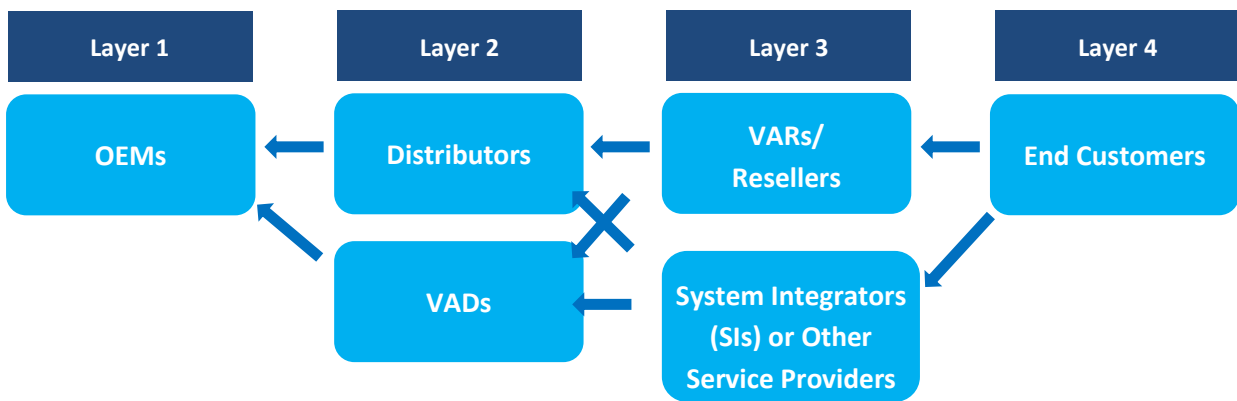 Layer 1
Layer 2
Layer 3
Layer 4
OEMs
Distributors
VARs/
Resellers
End Customers
VADs
System Integrators
(SIs) or Other
Service Providers